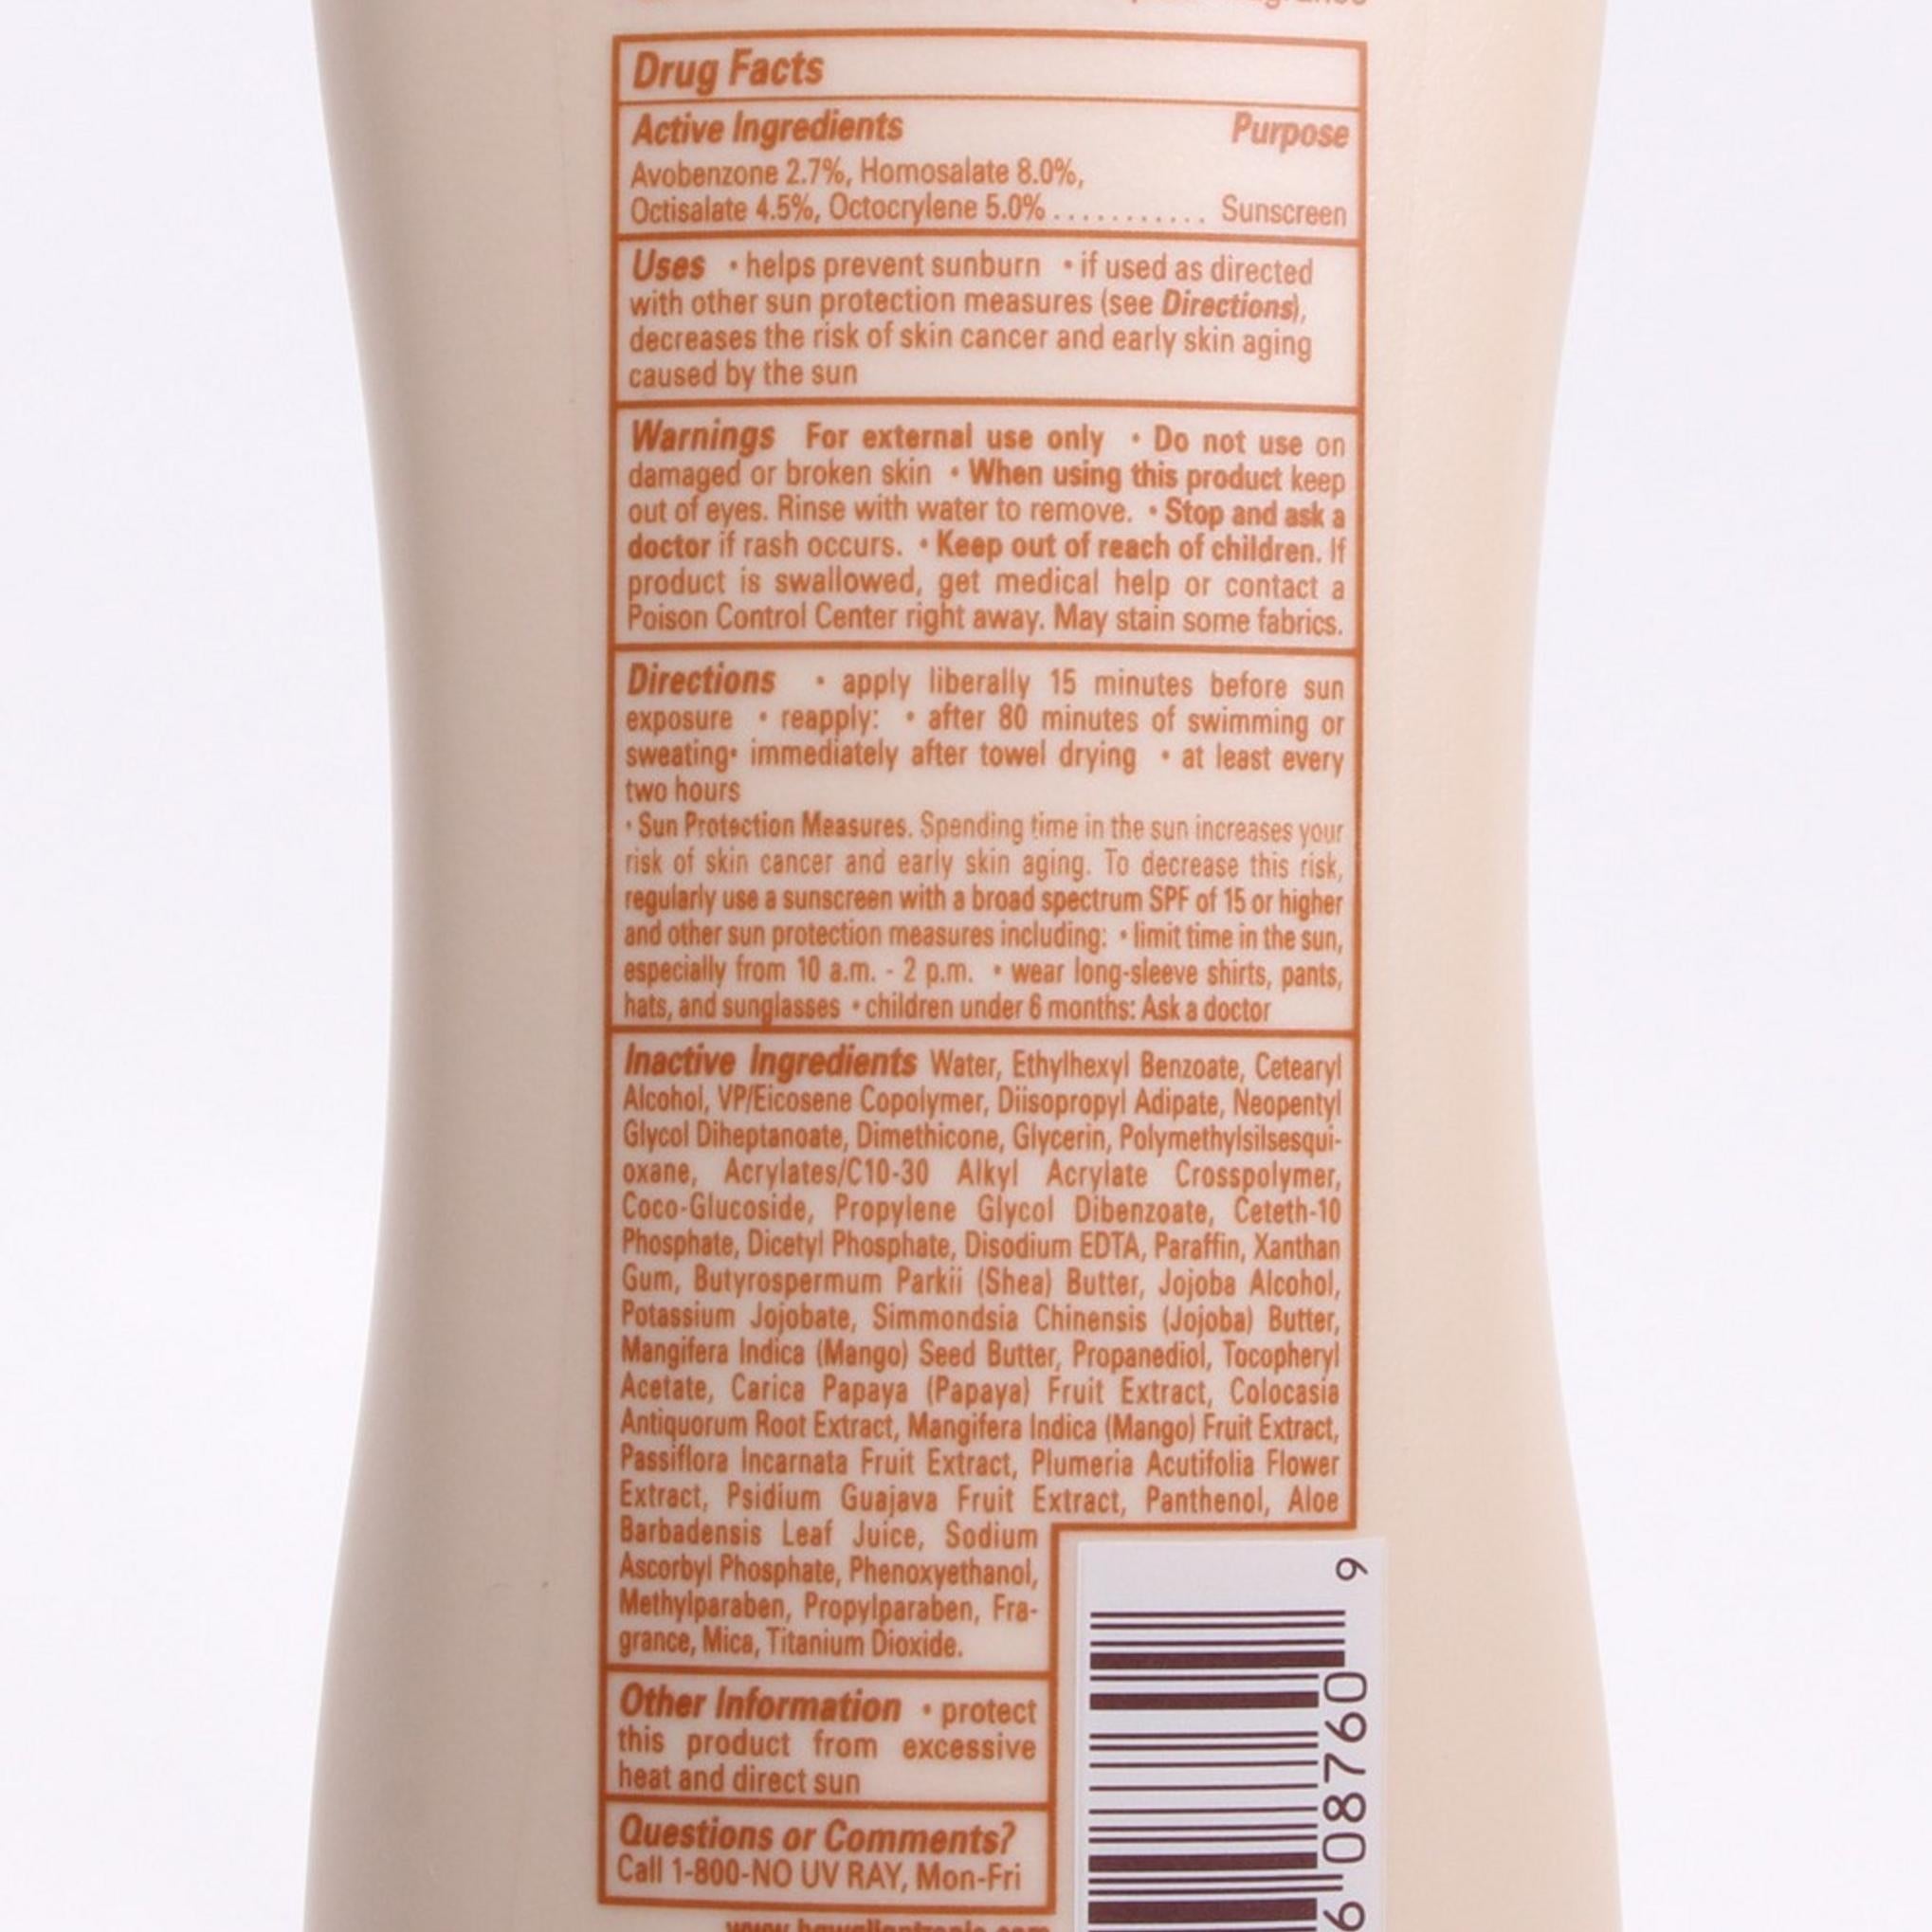 Drug Facts
Active Ingredients Purpose
Avobenzone 2.7%, Homosalate 8.0%,
Octisalate 4.5%, Octocrylene 5.0% ........... Sunscreen
Uses • helps prevent sunburn • if used as directed
with other sun protection measures (see Directions),
decreases the risk of skin cancer and early skin aging
caused by the sun
Warnings For external use only • Do not use on
damaged or broken skin • When using this product keep
out of eyes. Rinse with water to remove. • Stop and ask a
doctor if rash occurs. • Keep out of reach of children. If
product is swallowed, get medical help or contact a
Poison Control Center right away. May stain some fabrics.
Directions • apply liberally 15 minutes before sun
exposure • reapply: • after 80 minutes of swimming or
sweating• immediately after towel drying • at least every
two hours
• Sun Protection Measures. Spending time in the sun increases your
risk of skin cancer and early skin aging. To decrease this risk,
regularly use a sunscreen with a broad spectrum SPF of 15 or higher
and other sun protection measures including: • limit time in the sun,
especially from 10 a.m. - 2 p.m. • wear long-sleeve shirts, pants,
hats, and sunglasses • children under 6 months: Ask a doctor
Inactive Ingredients Water, Ethylhexyl Benzoate, Cetearyl
Alcohol, VP/Eicosene Copolymer, Diisopropyl Adipate, Neopentyl
Glycol Diheptanoate, Dimethicone, Glycerin, Polymethylsilsesqui-
oxane, Acrylates/C10-30 Alkyl Acrylate Crosspolymer,
Coco-Glucoside, Propylene Glycol Dibenzoate, Ceteth-10
Phosphate, Dicetyl Phosphate, Disodium EDTA, Paraffin, Xanthan
Gum, Butyrospermum Parkii (Shea) Butter, Jojoba Alcohol,
Potassium Jojobate, Simmondsia Chinensis (Jojoba) Butter,
Mangifera Indica (Mango) Seed Butter, Propanediol, Tocopheryl
Acetate, Carica Papaya (Papaya) Fruit Extract, Colocasia
Antiquorum Root Extract, Mangifera Indica (Mango) Fruit Extract,
Passiflora Incarnata Fruit Extract, Plumeria Acutifolia Flower
Extract, Psidium Guajava Fruit Extract, Panthenol, Aloe
Barbadensis Leaf Juice, Sodium
Ascorbyl Phosphate, Phenoxyethanol,
Methylparaben, Propylparaben, Fra-
grance, Mica, Titanium Dioxide.
Other Information • protect
this product from excessive
heat and direct sun
Questions or Comments?
Call 1-800-NO UV RAY, Mon-Fri
www.hawaiiantropic.com
6 08760 9